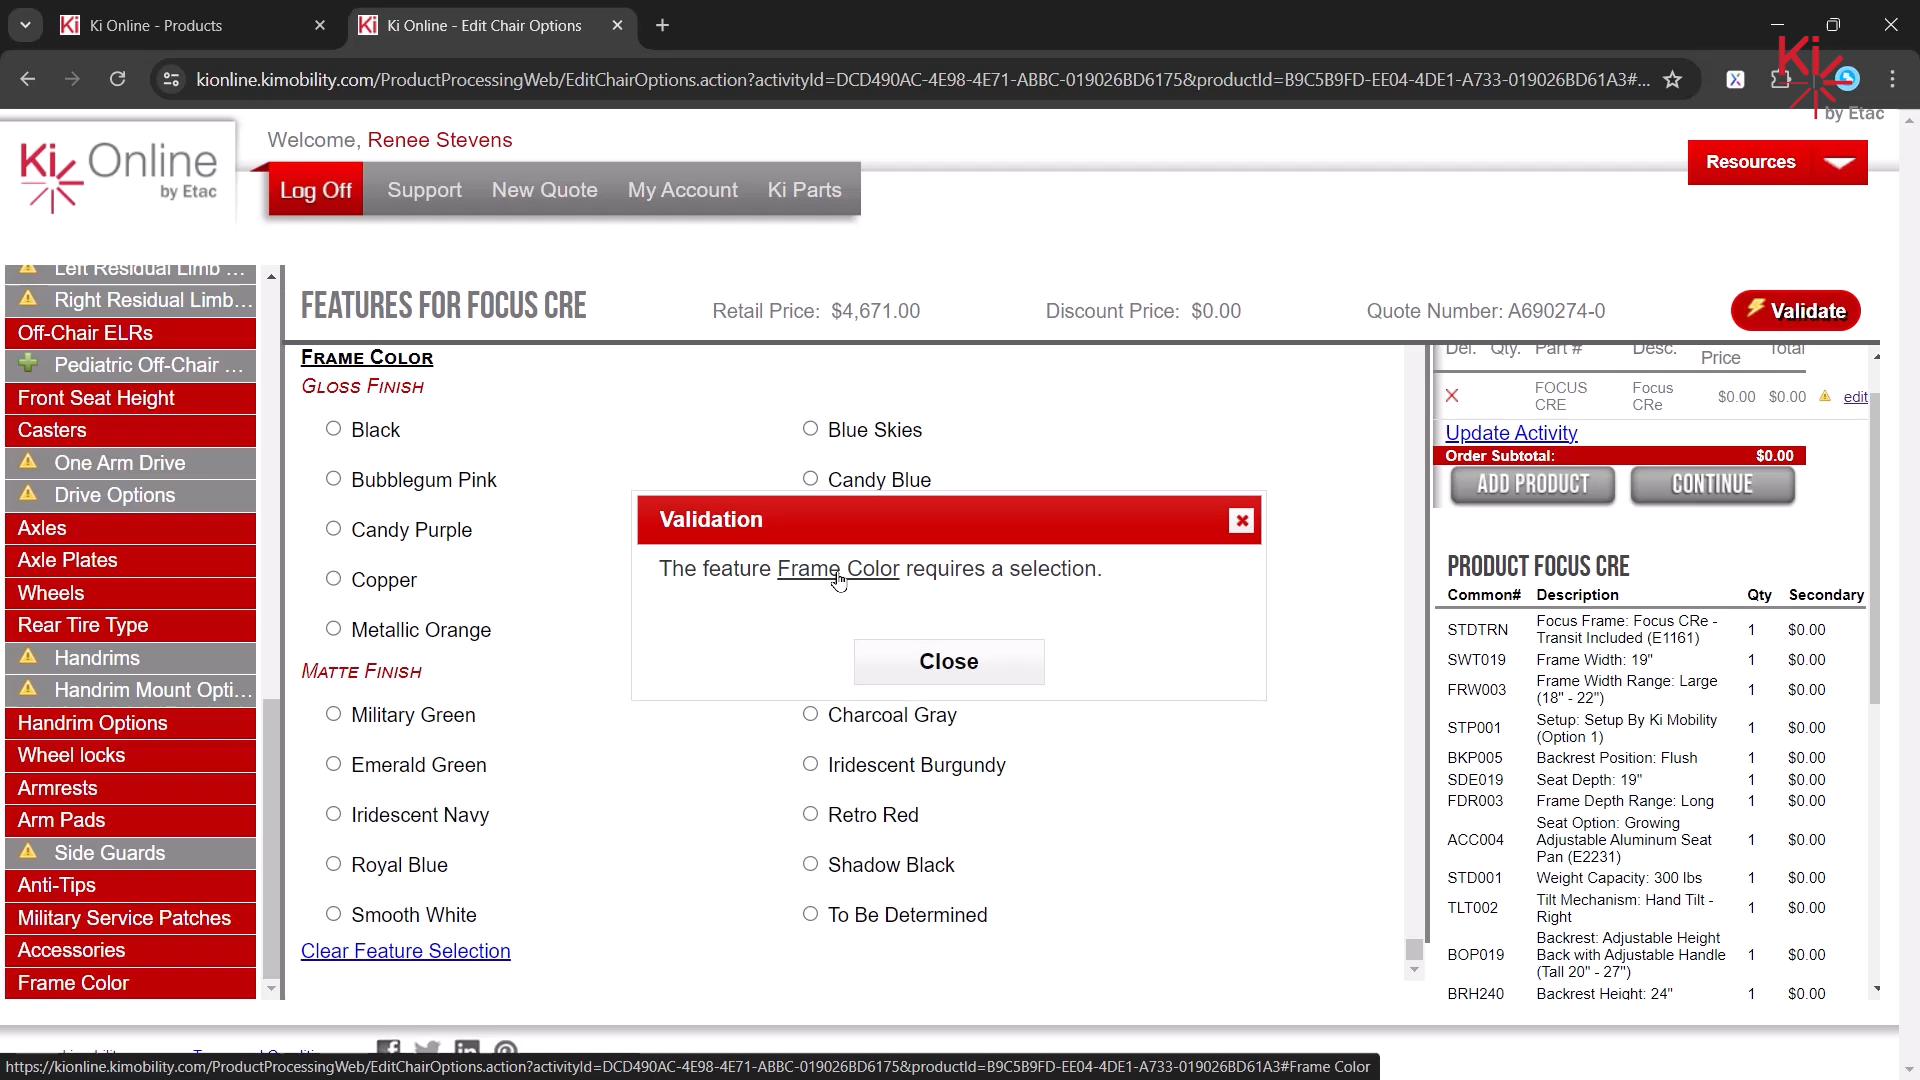 Ki Online - Products
Ki Online - Edit Chair Options
kionline.kimobility.com/ProductProcessingWeb/EditChairOptions.action?activityId=DCD490AC-4E98-4E71-ABBC-019026BD6175&productId=B9C5B9FD-EE04-4DE1-A733-019026BD61A3#...
Ki
by Etac
Ki Online
by Etac
Welcome, Renee Stevens
Resources
Log Off Support New Quote My Account Ki Parts
Left Residual Limb ...
Right Residual Limb...
Off-Chair ELRs
Pediatric Off-Chair ...
Front Seat Height
Casters
One Arm Drive
Drive Options
Axles
Axle Plates
Wheels
Rear Tire Type
Handrims
Handrim Mount Opti...
Handrim Options
Wheel locks
Armrests
Arm Pads
Side Guards
Anti-Tips
Military Service Patches
Accessories
Frame Color
FEATURES FOR FOCUS CRE Retail Price: $4,671.00 Discount Price: $0.00 Quote Number: A690274-0 Validate
FRAME COLOR
GLOSS FINISH
Black Blue Skies
Bubblegum Pink Candy Blue
Candy Purple
Copper
Metallic Orange
MATTE FINISH
Military Green Charcoal Gray
Emerald Green Iridescent Burgundy
Iridescent Navy Retro Red
Royal Blue Shadow Black
Smooth White To Be Determined
Clear Feature Selection
Validation
The feature Frame Color requires a selection.
Close
Del. Qty. Part # Desc. Price Total
FOCUS CRE Focus CRe $0.00 $0.00 edit
Update Activity
Order Subtotal: $0.00
ADD PRODUCT CONTINUE
PRODUCT FOCUS CRE
Common# Description Qty Secondary
STDTRN Focus Frame: Focus CRe - Transit Included (E1161) 1 $0.00
SWT019 Frame Width: 19" 1 $0.00
FRW003 Frame Width Range: Large (18" - 22") 1 $0.00
STP001 Setup: Setup By Ki Mobility (Option 1) 1 $0.00
BKP005 Backrest Position: Flush 1 $0.00
SDE019 Seat Depth: 19" 1 $0.00
FDR003 Frame Depth Range: Long 1 $0.00
ACC004 Seat Option: Growing Adjustable Aluminum Seat Pan (E2231) 1 $0.00
STD001 Weight Capacity: 300 lbs 1 $0.00
TLT002 Tilt Mechanism: Hand Tilt - Right 1 $0.00
BOP019 Backrest: Adjustable Height Back with Adjustable Handle (Tall 20" - 27") 1 $0.00
BRH240 Backrest Height: 24" 1 $0.00
https://kionline.kimobility.com/ProductProcessingWeb/EditChairOptions.action?activityId=DCD490AC-4E98-4E71-ABBC-019026BD6175&productId=B9C5B9FD-EE04-4DE1-A733-019026BD61A3#Frame Color